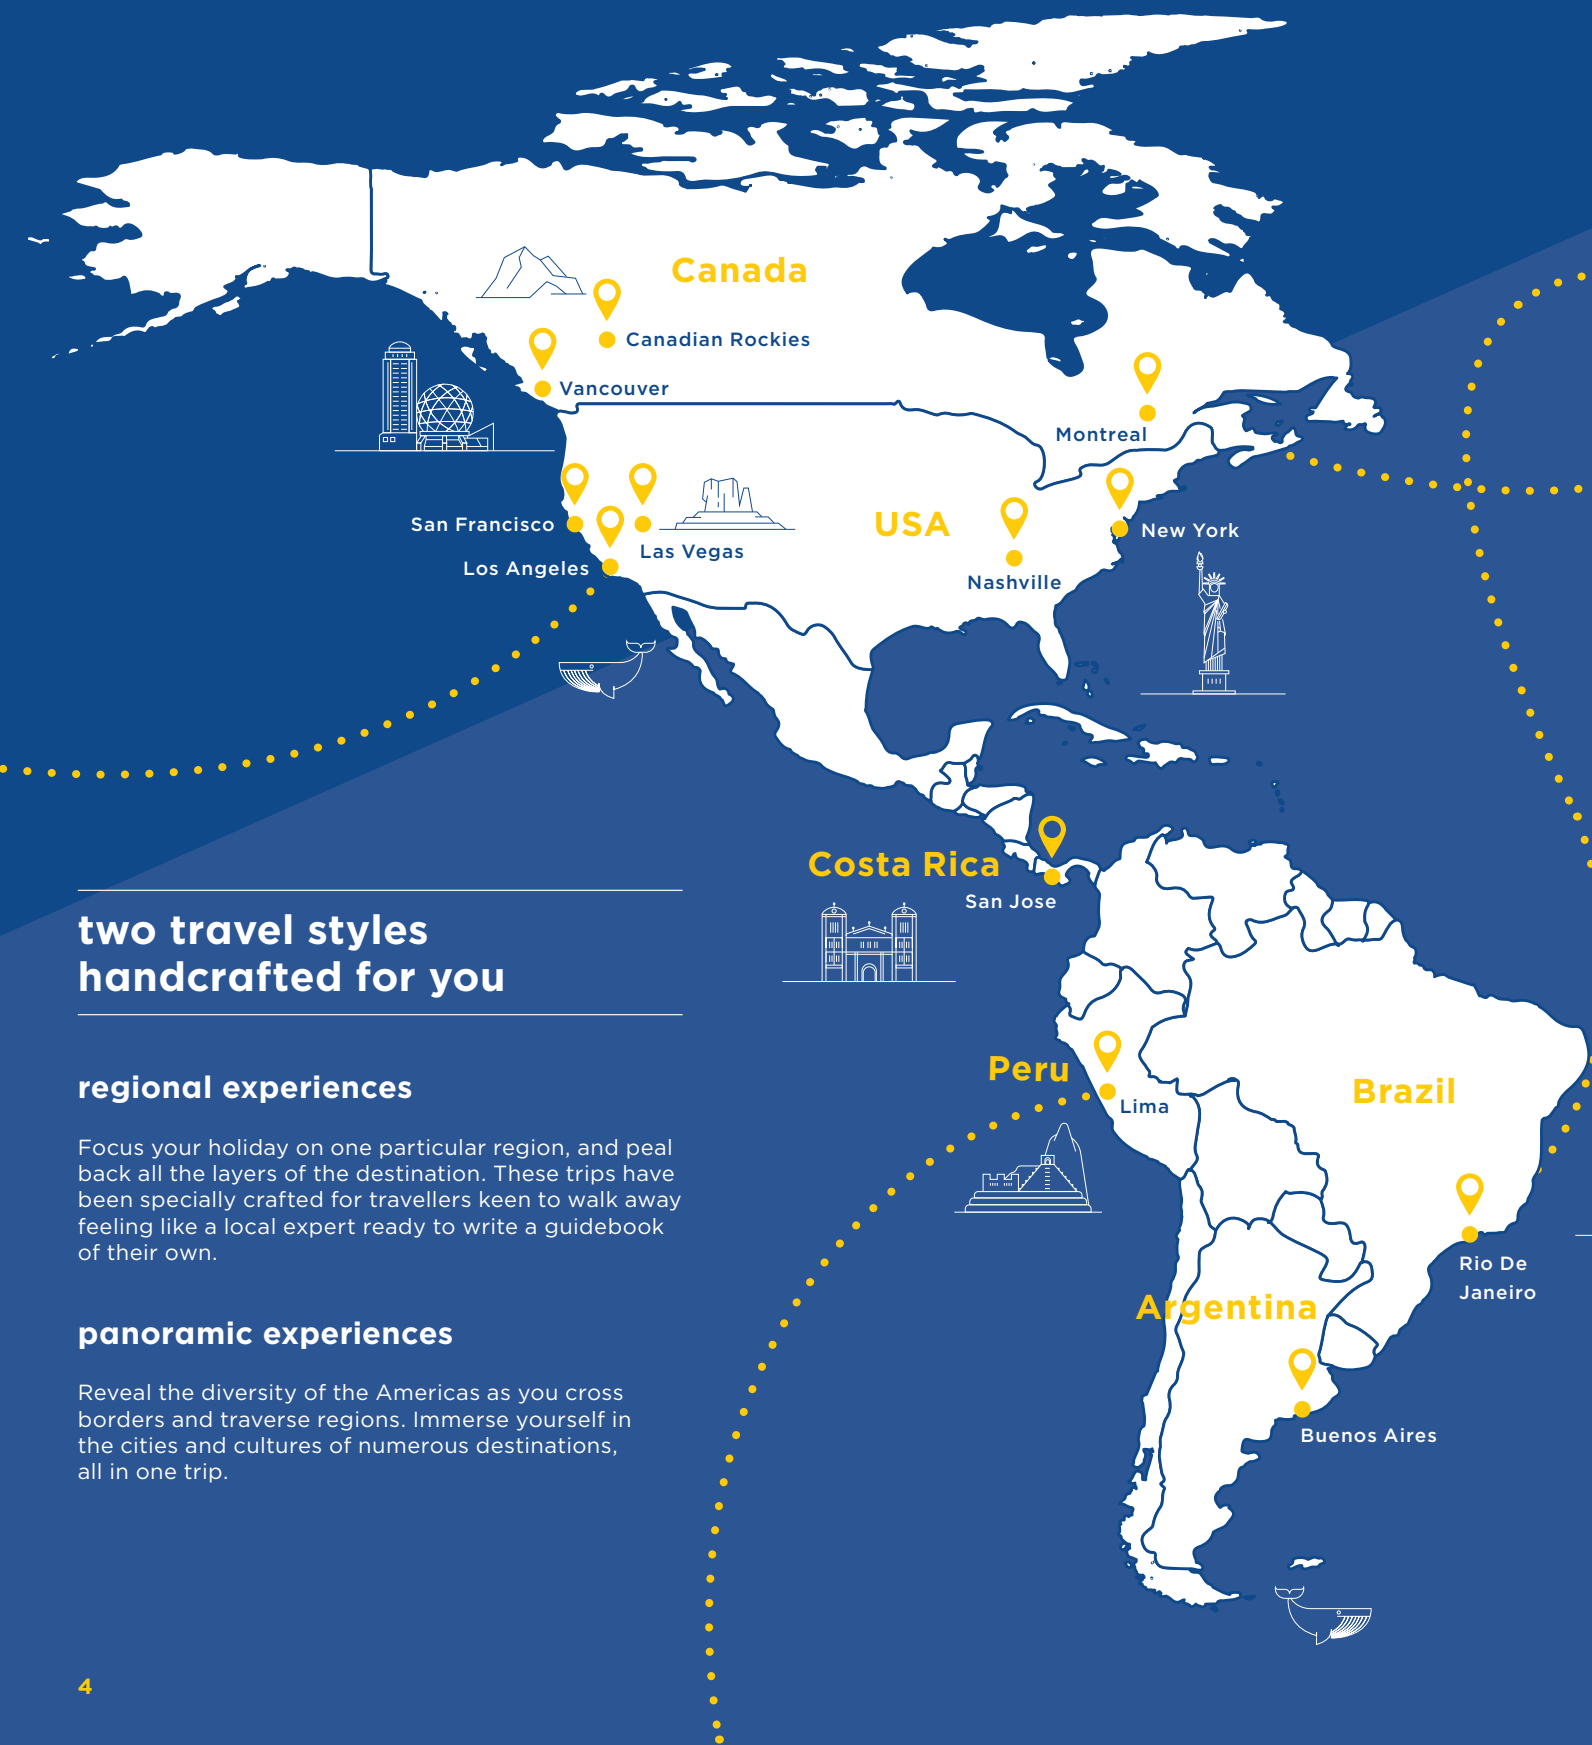 Canada
Canadian Rockies
Vancouver
Montreal
San Francisco
Las Vegas
Los Angeles
USA
New York
Nashville
Costa Rica
San Jose
two travel styles
handcrafted for you
regional experiences
Focus your holiday on one particular region, and peal
back all the layers of the destination. These trips have
been specially crafted for travellers keen to walk away
feeling like a local expert ready to write a guidebook
of their own.
panoramic experiences
Reveal the diversity of the Americas as you cross
borders and traverse regions. Immerse yourself in
the cities and cultures of numerous destinations,
all in one trip.
Peru
Lima
Brazil
Rio De
Janeiro
Argentina
Buenos Aires
4